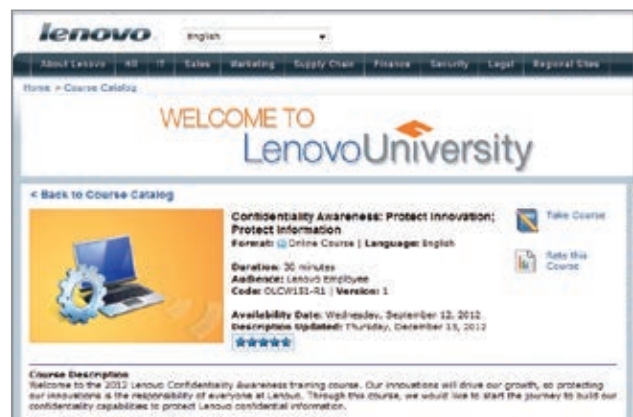 lenovo English
About Lenovo HR IT Sales Marketing Supply Chain Finance Security Legal Regional Sites
Home > Course Catalog
WELCOME TO
LenovoUniversity
< Back to Course Catalog
Confidentiality Awareness: Protect Innovation;
Protect Information
Format: Online Course | Language: English
Duration: 30 minutes
Audience: Lenovo Employee
Code: OLCW151-R1 | Version: 1
Availability Date: Wednesday, September 12, 2012
Description Updated: Thursday, December 13, 2012
Take Course
Rate this
Course
Course Description
Welcome to the 2012 Lenovo Confidentiality Awareness training course. Our innovations will drive our growth, so protecting
our innovations is the responsibility of everyone at Lenovo. Through this course, we would like to start the journey to build our
confidentiality capabilities to protect Lenovo confidential information.